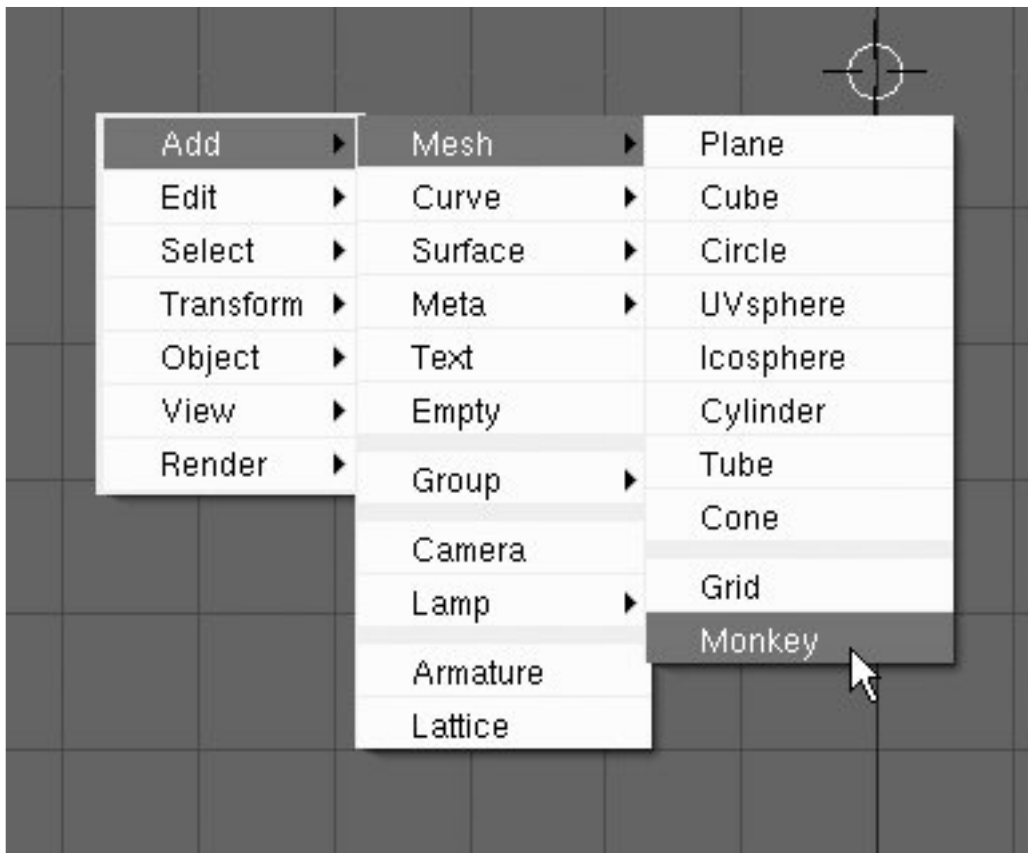 Add
Edit
Select
Transform
Object
View
Render
Mesh
Curve
Surface
Meta
Text
Empty
Group
Camera
Lamp
Armature
Lattice
Plane
Cube
Circle
UVsphere
Icosphere
Cylinder
Tube
Cone
Grid
Monkey